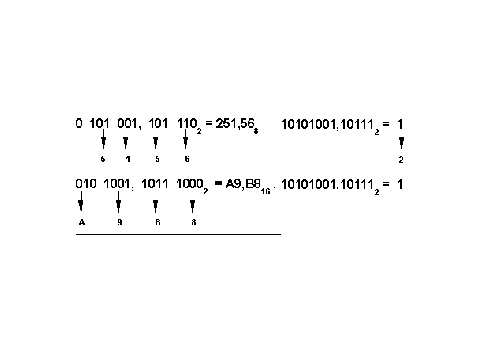 0 101 001, 101 110₂ = 251,56₈ 10101001,10111₂ = 1
5 1 5 6 2
010 1001, 1011 1000₂ = A9,B8₁₆. 10101001,10111₂ = 1
A 9 B 8